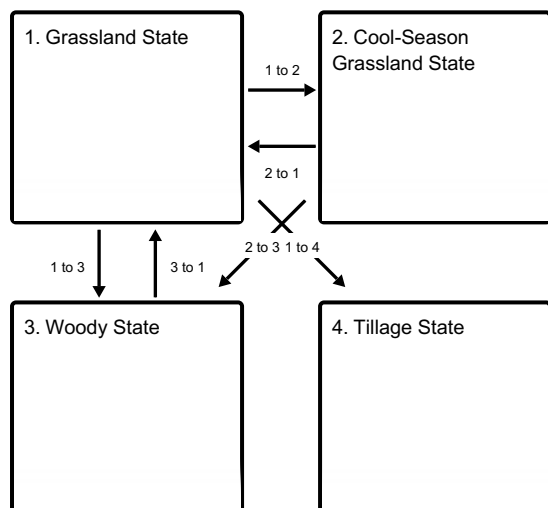 1. Grassland State
2. Cool-Season
Grassland State
1 to 2
2 to 1
2 to 3
1 to 4
1 to 3
3 to 1
3. Woody State
4. Tillage State